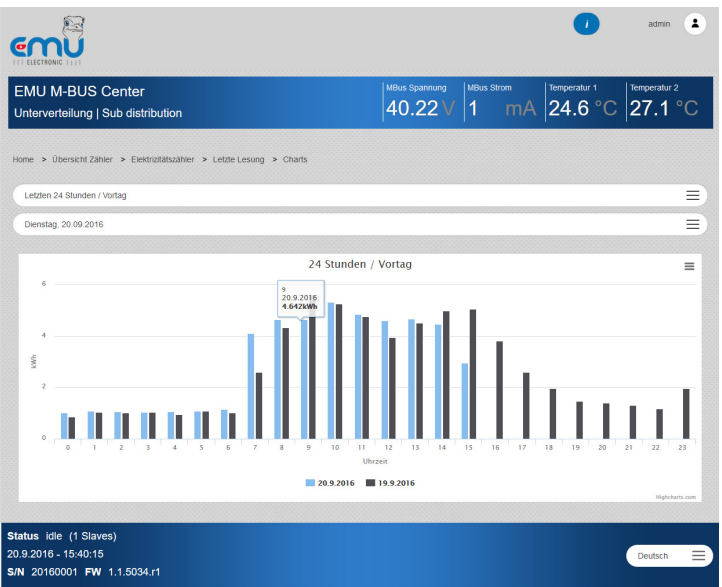 emu
ELECTRONIC
i
admin
EMU M-BUS Center
Unterverteilung | Sub distribution
MBus Spannung
40.22 V
MBus Strom
1 mA
Temperatur 1
24.6 °C
Temperatur 2
27.1 °C
Home > Übersicht Zähler > Elektrizitätszähler > Letzte Lesung > Charts
Letzten 24 Stunden / Vortag
Dienstag, 20.09.2016
24 Stunden / Vortag
9
20.9.2016:
4.642kWh
6
4
2
0
kWh
0 1 2 3 4 5 6 7 8 9 10 11 12 13 14 15 16 17 18 19 20 21 22 23
Uhrzeit
20.9.2016 19.9.2016
Highcharts.com
Status idle (1 Slaves)
20.9.2016 - 15:40:15
S/N 20160001 FW 1.1.5034.r1
Deutsch